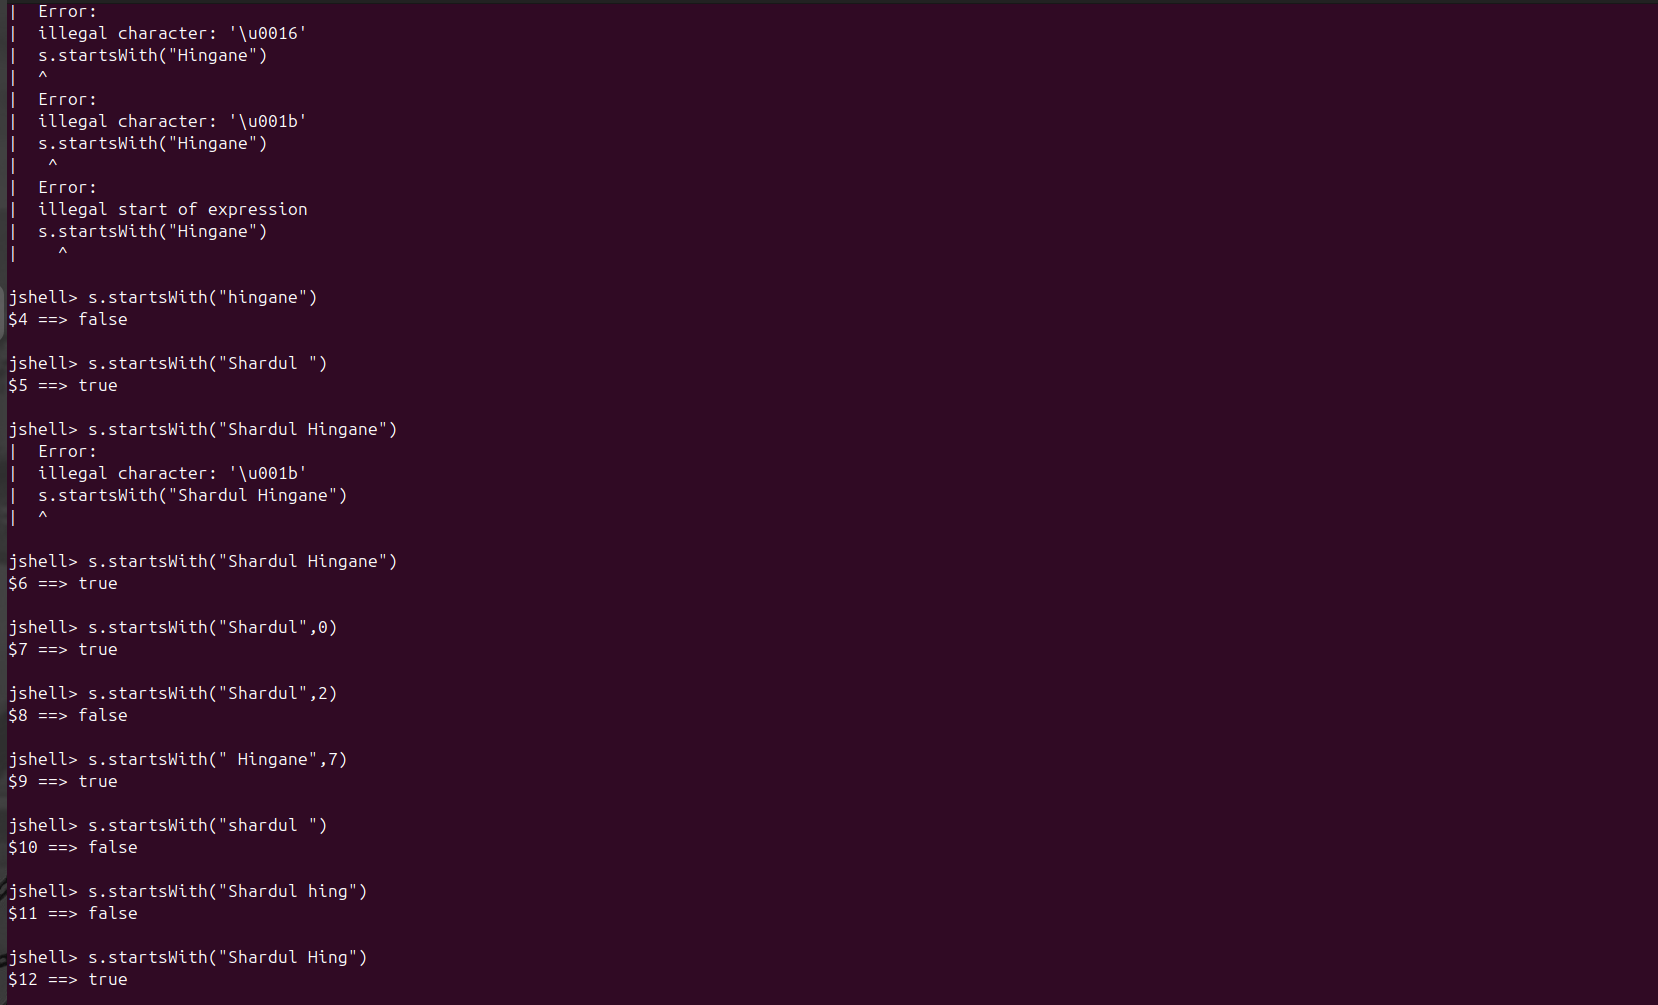 |  Error:
|  illegal character: '\u0016'
|  s.startsWith("Hingane")
|  ^
|  Error:
|  illegal character: '\u001b'
|  s.startsWith("Hingane")
|   ^
|  Error:
|  illegal start of expression
|  s.startsWith("Hingane")
|    ^
jshell> s.startsWith("hingane")
$4 ==> false
jshell> s.startsWith("Shardul ")
$5 ==> true
jshell> s.startsWith("Shardul Hingane")
|  Error:
|  illegal character: '\u001b'
|  s.startsWith("Shardul Hingane")
|  ^
jshell> s.startsWith("Shardul Hingane")
$6 ==> true
jshell> s.startsWith("Shardul",0)
$7 ==> true
jshell> s.startsWith("Shardul",2)
$8 ==> false
jshell> s.startsWith(" Hingane",7)
$9 ==> true
jshell> s.startsWith("shardul ")
$10 ==> false
jshell> s.startsWith("Shardul hing")
$11 ==> false
jshell> s.startsWith("Shardul Hing")
$12 ==> true